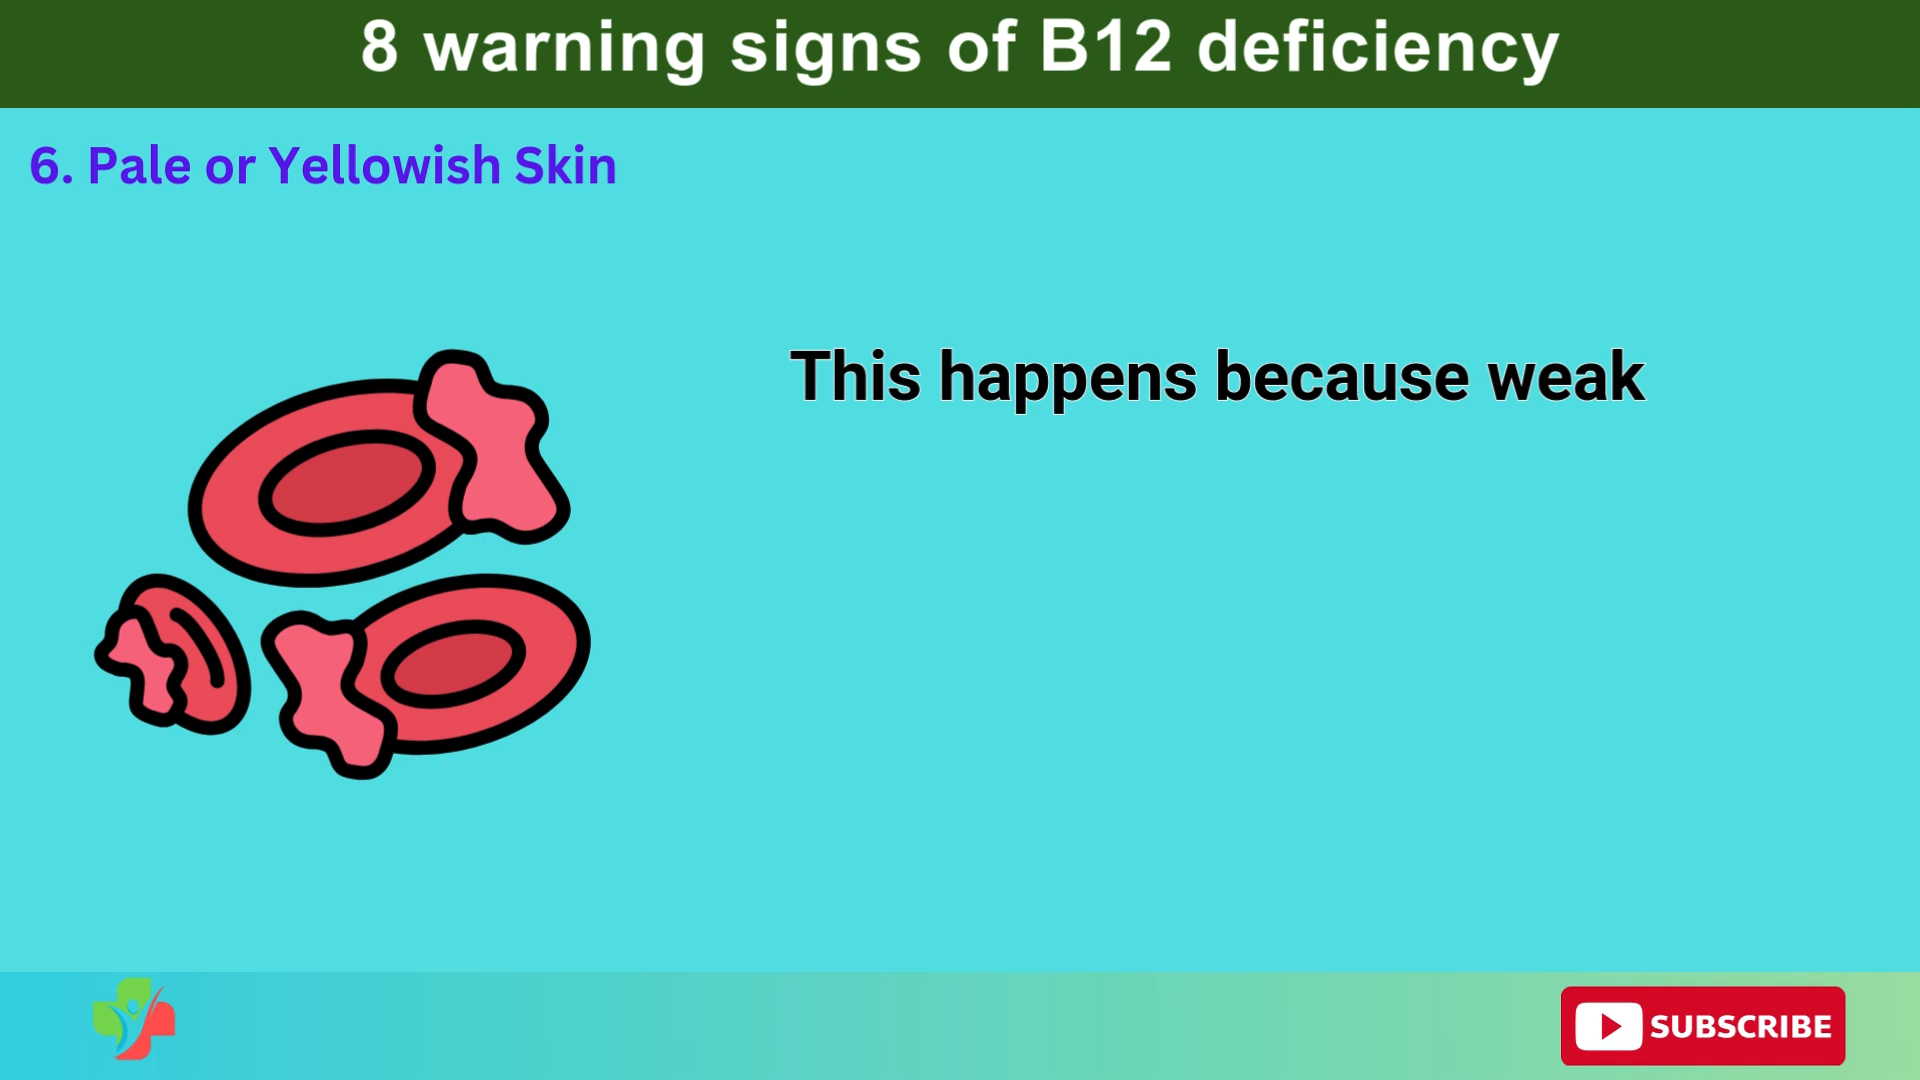 8 warning signs of B12 deficiency
6. Pale or Yellowish Skin
This happens because weak
SUBSCRIBE